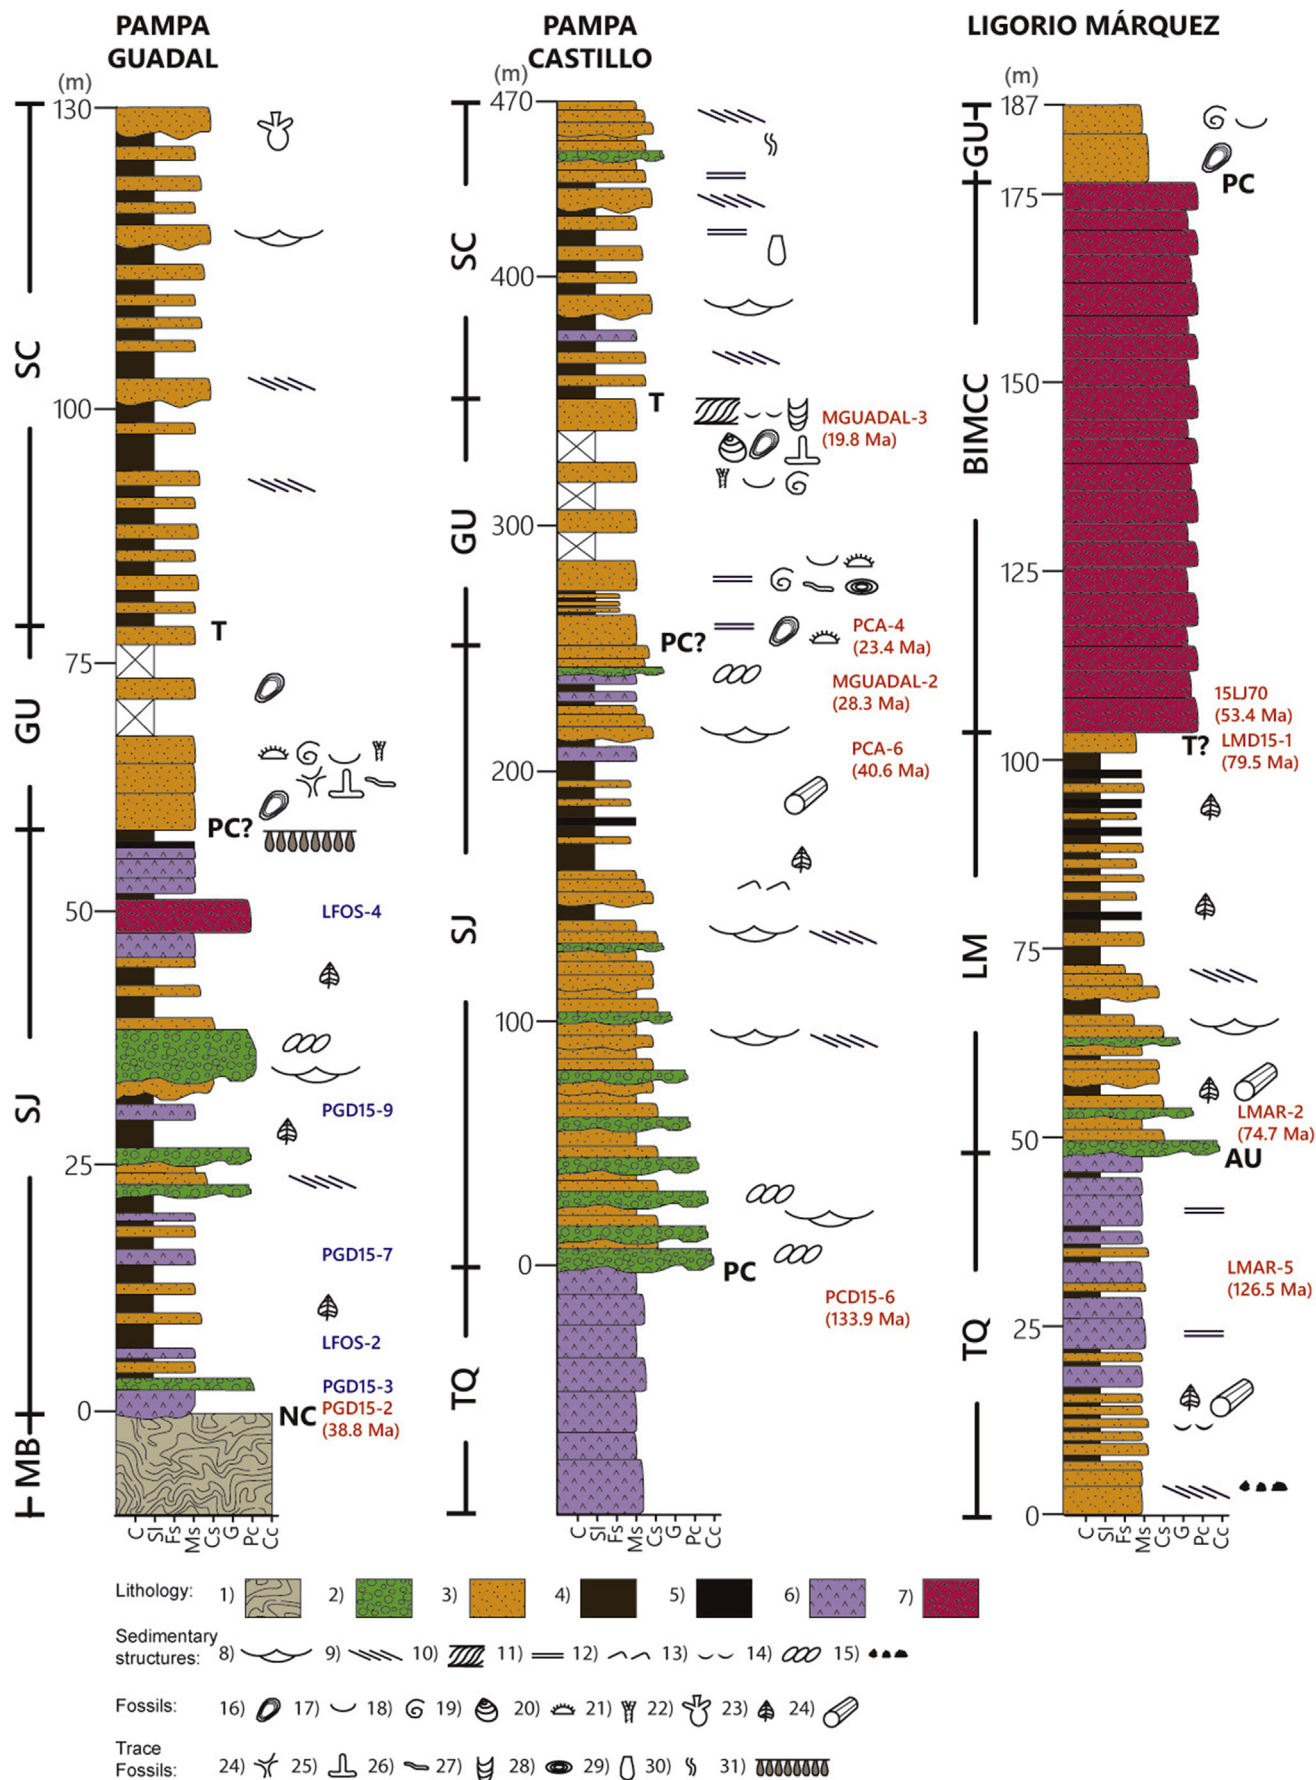 PAMPA
GUADAL
(m)
130
100
75
50
25
0
SC
GU
SJ
MB
T
PC?
LFOS-4
PGD15-9
PGD15-7
LFOS-2
PGD15-3
PGD15-2
(38.8 Ma)
NC
C Sl Fs Ms Cs G Pc Cc
PAMPA
CASTILLO
(m)
470
400
300
200
100
0
SC
GU
SJ
TQ
T
MGUADAL-3
(19.8 Ma)
PC?
PCA-4
(23.4 Ma)
MGUADAL-2
(28.3 Ma)
PCA-6
(40.6 Ma)
PC
PCD15-6
(133.9 Ma)
C Sl Fs Ms Cs G Pc Cc
LIGORIO MÁRQUEZ
(m)
187
175
150
125
100
75
50
25
0
GU
BIMCC
LM
TQ
PC
15LJ70
(53.4 Ma)
T?
LMD15-1
(79.5 Ma)
LMAR-2
(74.7 Ma)
AU
LMAR-5
(126.5 Ma)
C Sl Fs Ms Cs G Pc Cc
Lithology: 1) 2) 3) 4) 5) 6) 7)
Sedimentary
structures: 8) 9) 10) 11) 12) 13) 14) 15)
Fossils: 16) 17) 18) 19) 20) 21) 22) 23) 24)
Trace
Fossils: 24) 25) 26) 27) 28) 29) 30) 31)